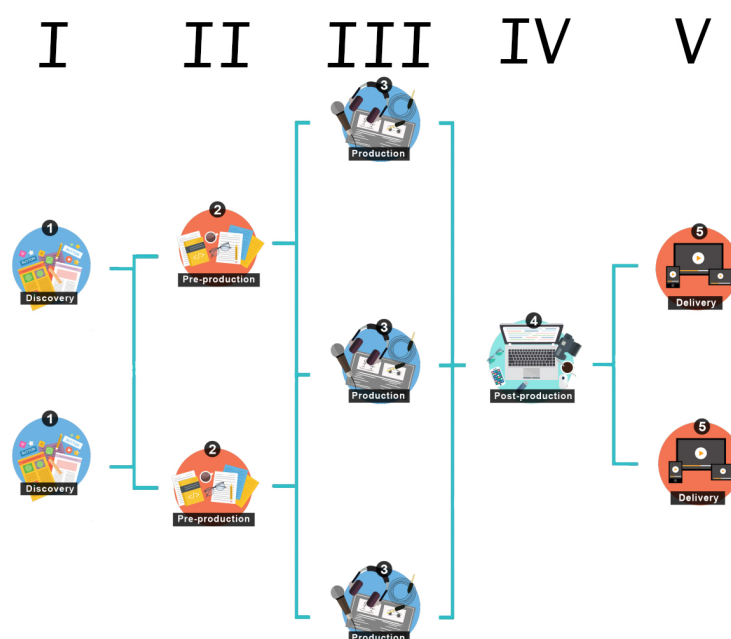 I II III IV V
3
Production
1
Discovery
2
Pre-production
5
Delivery
3
Production
4
Post-production
1
Discovery
2
Pre-production
5
Delivery
3
Production